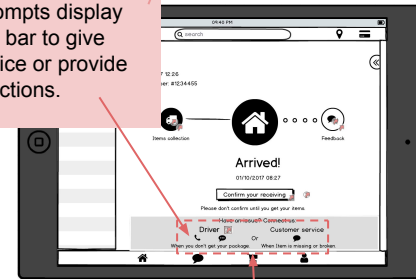 ompts display
bar to give
ice or provide
ctions.
09:40 PM
search
12:26
er: #1234455
Items collection
Feedback
Arrived!
01/10/2017 08:27
Confirm your receiving
Please don't confirm until you get your items.
Have an issue? Connect us:
Driver
Customer service
Or
When you don't get your package
When Item is missing or broken